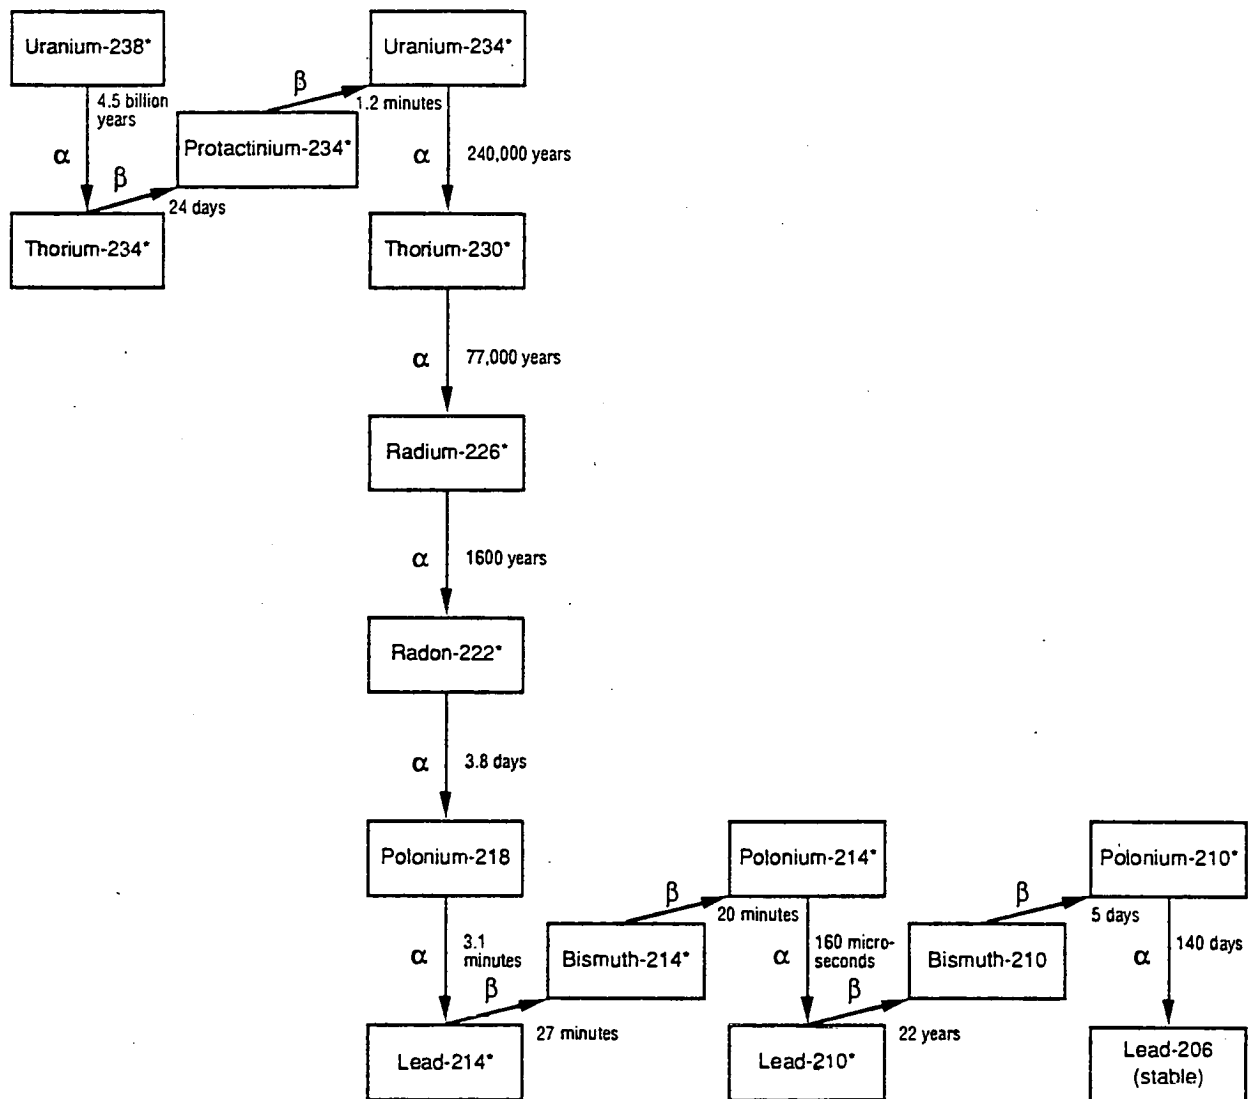 Uranium-238*
Uranium-234*
β
4.5 billion
years
1.2 minutes
Protactinium-234*
α
β
α
240,000 years
24 days
Thorium-234*
Thorium-230*
α
77,000 years
Radium-226*
α
1600 years
Radon-222*
α
3.8 days
Polonium-218
Polonium-214*
Polonium-210*
β
β
20 minutes
5 days
α
3.1
minutes
Bismuth-214*
α
160 micro-
seconds
Bismuth-210
α
140 days
β
β
27 minutes
22 years
Lead-214*
Lead-210*
Lead-206
(stable)